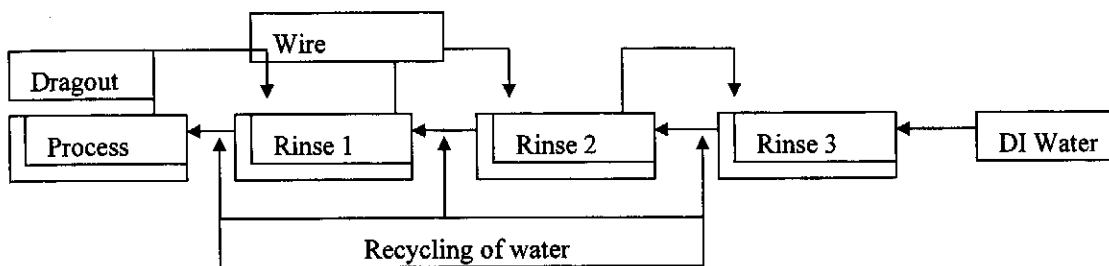 Wire
Dragout
Process
Rinse 1
Rinse 2
Rinse 3
DI Water
Recycling of water